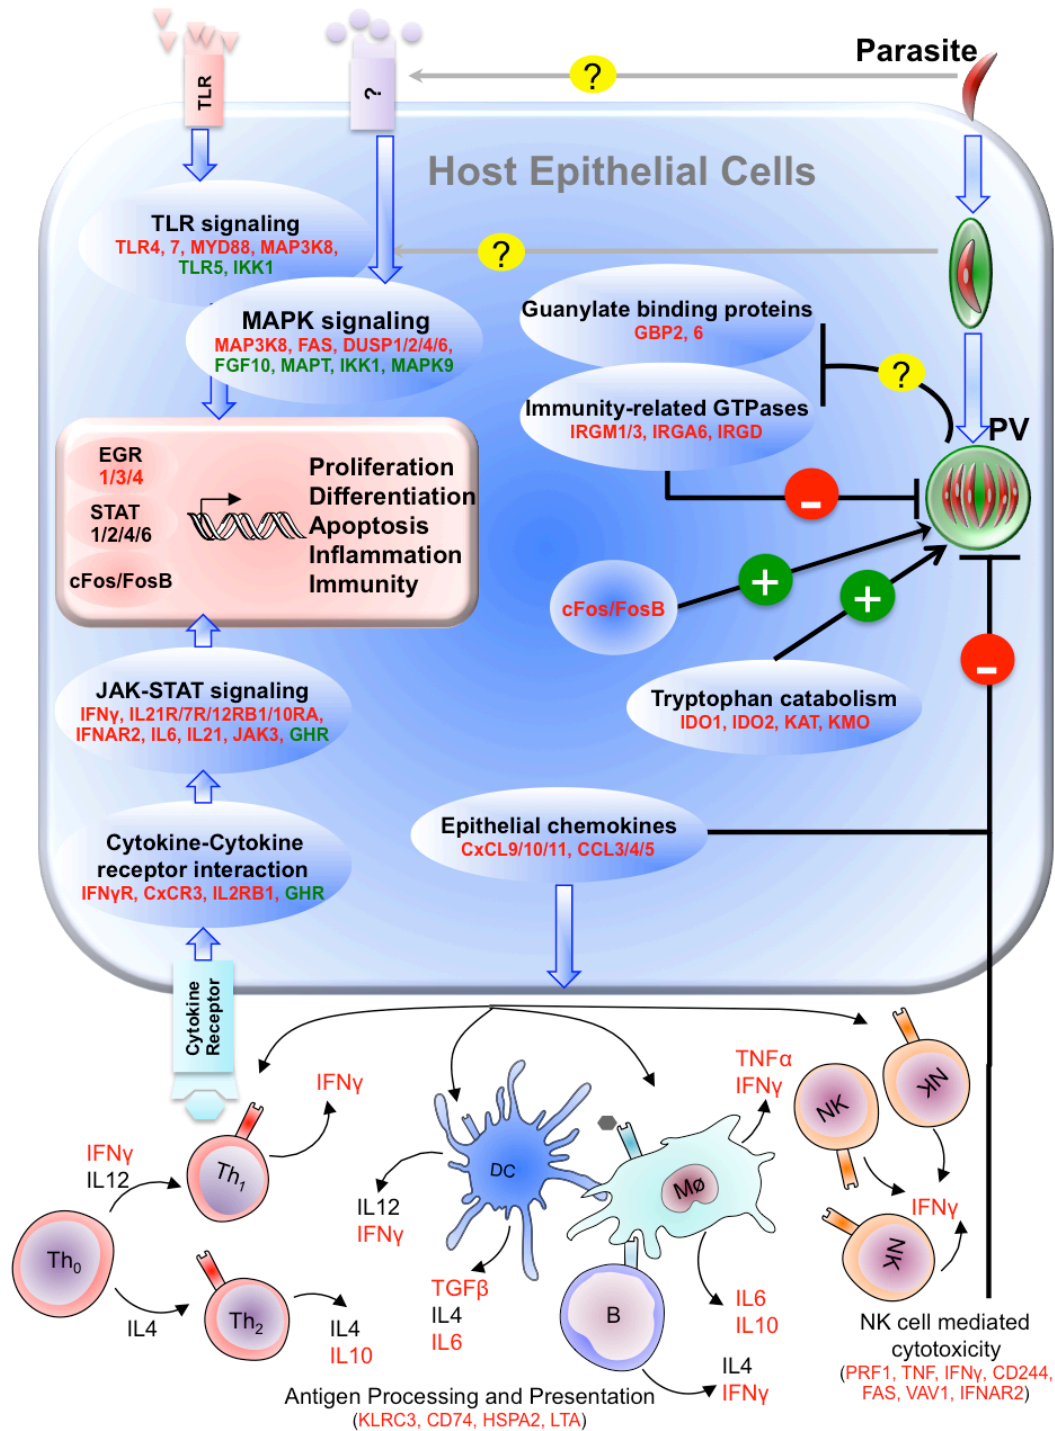 Parasite
?
TLR
?
Host Epithelial Cells
TLR signaling
TLR4, 7, MYD88, MAP3K8,
TLR5, IKK1
?
MAPK signaling
MAP3K8, FAS, DUSP1/2/4/6,
FGF10, MAPT, IKK1, MAPK9
Guanylate binding proteins
GBP2, 6
?
Immunity-related GTPases
IRGM1/3, IRGA6, IRGD
PV
EGR
1/3/4
STAT
1/2/4/6
cFos/FosB
Proliferation
Differentiation
Apoptosis
Inflammation
Immunity
-
+
+
cFos/FosB
-
JAK-STAT signaling
IFNγ, IL21R/7R/12RB1/10RA,
IFNAR2, IL6, IL21, JAK3, GHR
Tryptophan catabolism
IDO1, IDO2, KAT, KMO
Cytokine-Cytokine
receptor interaction
IFNγR, CxCR3, IL2RB1, GHR
Epithelial chemokines
CxCL9/10/11, CCL3/4/5
Cytokine
Receptor
IFNγ
TNFα
IFNγ
NK
NK
IFNγ
IL12
Th1
DC
Mø
IL12
IFNγ
IFNγ
NK
Th0
IL4
Th2
IL4
IL10
TGFβ
IL4
IL6
B
IL6
IL10
IL4
IFNγ
NK cell mediated
cytotoxicity
(PRF1, TNF, IFNγ, CD244,
FAS, VAV1, IFNAR2)
Antigen Processing and Presentation
(KLRC3, CD74, HSPA2, LTA)